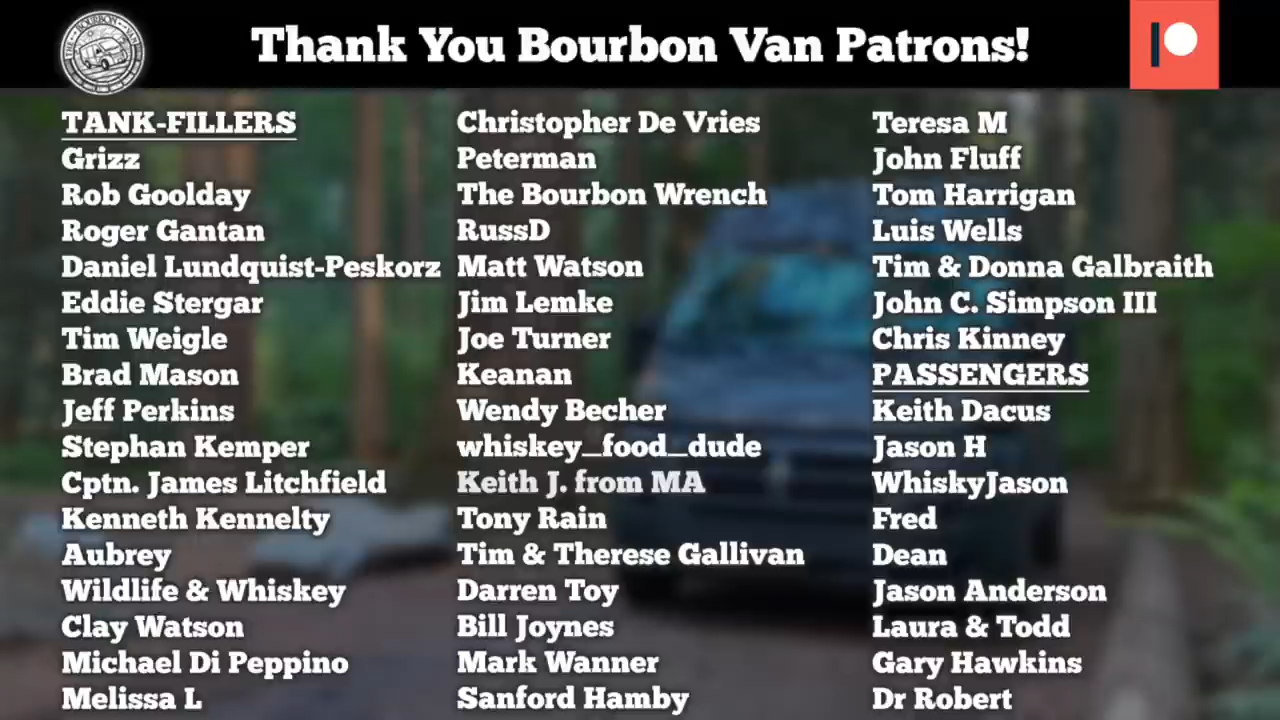 THE BOURBON VAN
Thank You Bourbon Van Patrons!
TANK-FILLERS
Grizz
Rob Goolday
Roger Gantan
Daniel Lundquist-Peskorz
Eddie Stergar
Tim Weigle
Brad Mason
Jeff Perkins
Stephan Kemper
Cptn. James Litchfield
Kenneth Kennelty
Aubrey
Wildlife & Whiskey
Clay Watson
Michael Di Peppino
Melissa L
Christopher De Vries
Peterman
The Bourbon Wrench
RussD
Matt Watson
Jim Lemke
Joe Turner
Keanan
Wendy Becher
whiskey_food_dude
Keith J. from MA
Tony Rain
Tim & Therese Gallivan
Darren Toy
Bill Joynes
Mark Wanner
Sanford Hamby
Teresa M
John Fluff
Tom Harrigan
Luis Wells
Tim & Donna Galbraith
John C. Simpson III
Chris Kinney
PASSENGERS
Keith Dacus
Jason H
WhiskyJason
Fred
Dean
Jason Anderson
Laura & Todd
Gary Hawkins
Dr Robert